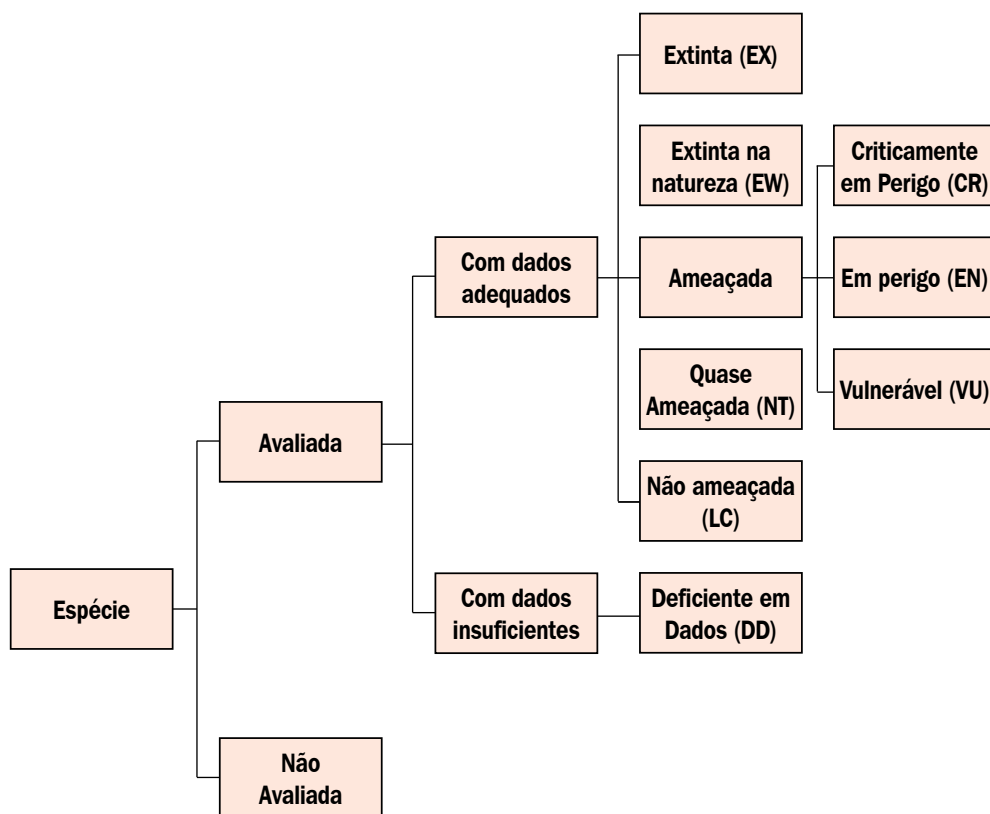 Extinta (EX)
Extinta na
natureza (EW)
Criticamente
em Perigo (CR)
Com dados
adequados
Ameaçada
Em perigo (EN)
Quase
Ameaçada (NT)
Vulnerável (VU)
Avaliada
Não ameaçada
(LC)
Espécie
Com dados
insuficientes
Deficiente em
Dados (DD)
Não
Avaliada